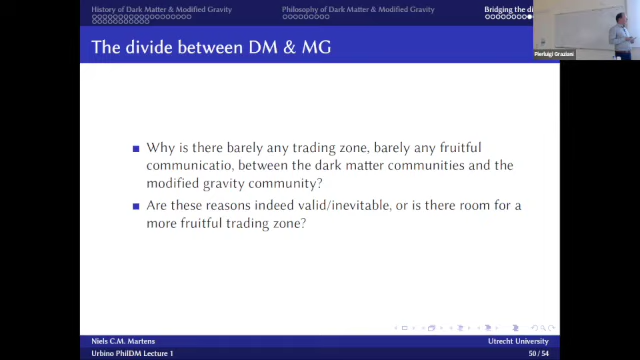 History of Dark Matter & Modified Gravity
Philosophy of Dark Matter & Modified Gravity
Bridging the di
The divide between DM & MG
Pierluigi Graziani
Why is there barely any trading zone, barely any fruitful
communicatio, between the dark matter communities and the
modified gravity community?
Are these reasons indeed valid/inevitable, or is there room for a
more fruitful trading zone?
Niels C.M. Martens
Utrecht University
Urbino PhilDM Lecture 1
50 / 54